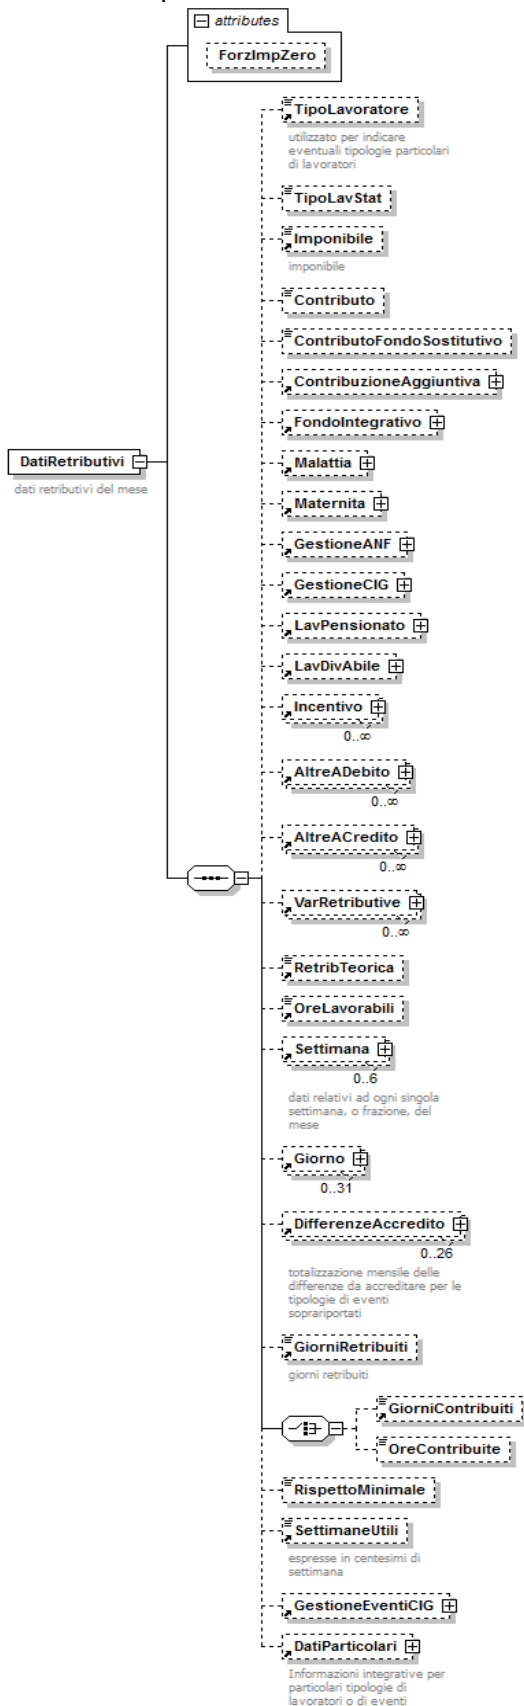 attributes
ForzImpZero
TipoLavoratore
utilizzato per indicare
eventuali tipologie particolari
di lavoratori
TipoLavStat
Imponibile
imponibile
Contributo
ContributoFondoSostitutivo
ContribuzioneAggiuntiva
FondoIntegrativo
DatiRetributivi
dati retributivi del mese
Malattia
Maternita
GestioneANF
GestioneCIG
LavPensionato
LavDivAbile
Incentivo
0..∞
AltreADebito
0..∞
AltreACredito
0..∞
VarRetributive
0..∞
RetribTeorica
OreLavorabili
Settimana
0..6
dati relativi ad ogni singola
settimana, o frazione, del
mese
Giorno
0..31
DifferenzeAccredito
0..26
totalizzazione mensile delle
differenze da accreditare per le
tipologie di eventi
soprariportati
GiorniRetribuiti
giorni retribuiti
GiorniContribuiti
OreContribuite
RispettoMinimale
SettimaneUtili
espresse in centesimi di
settimana
GestioneEventiCIG
DatiParticolari
Informazioni integrative per
particolari tipologie di
lavoratori o di eventi